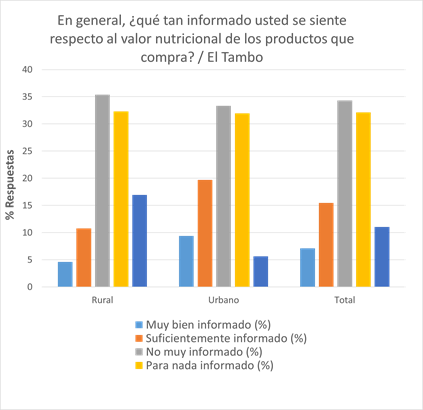 En general, ¿qué tan informado usted se siente
respecto al valor nutricional de los productos que
compra? / El Tambo
40
35
30
25
20
15
10
5
0
% Respuestas
Rural
Urbano
Total
Muy bien informado (%)
Suficientemente informado (%)
No muy informado (%)
Para nada informado (%)